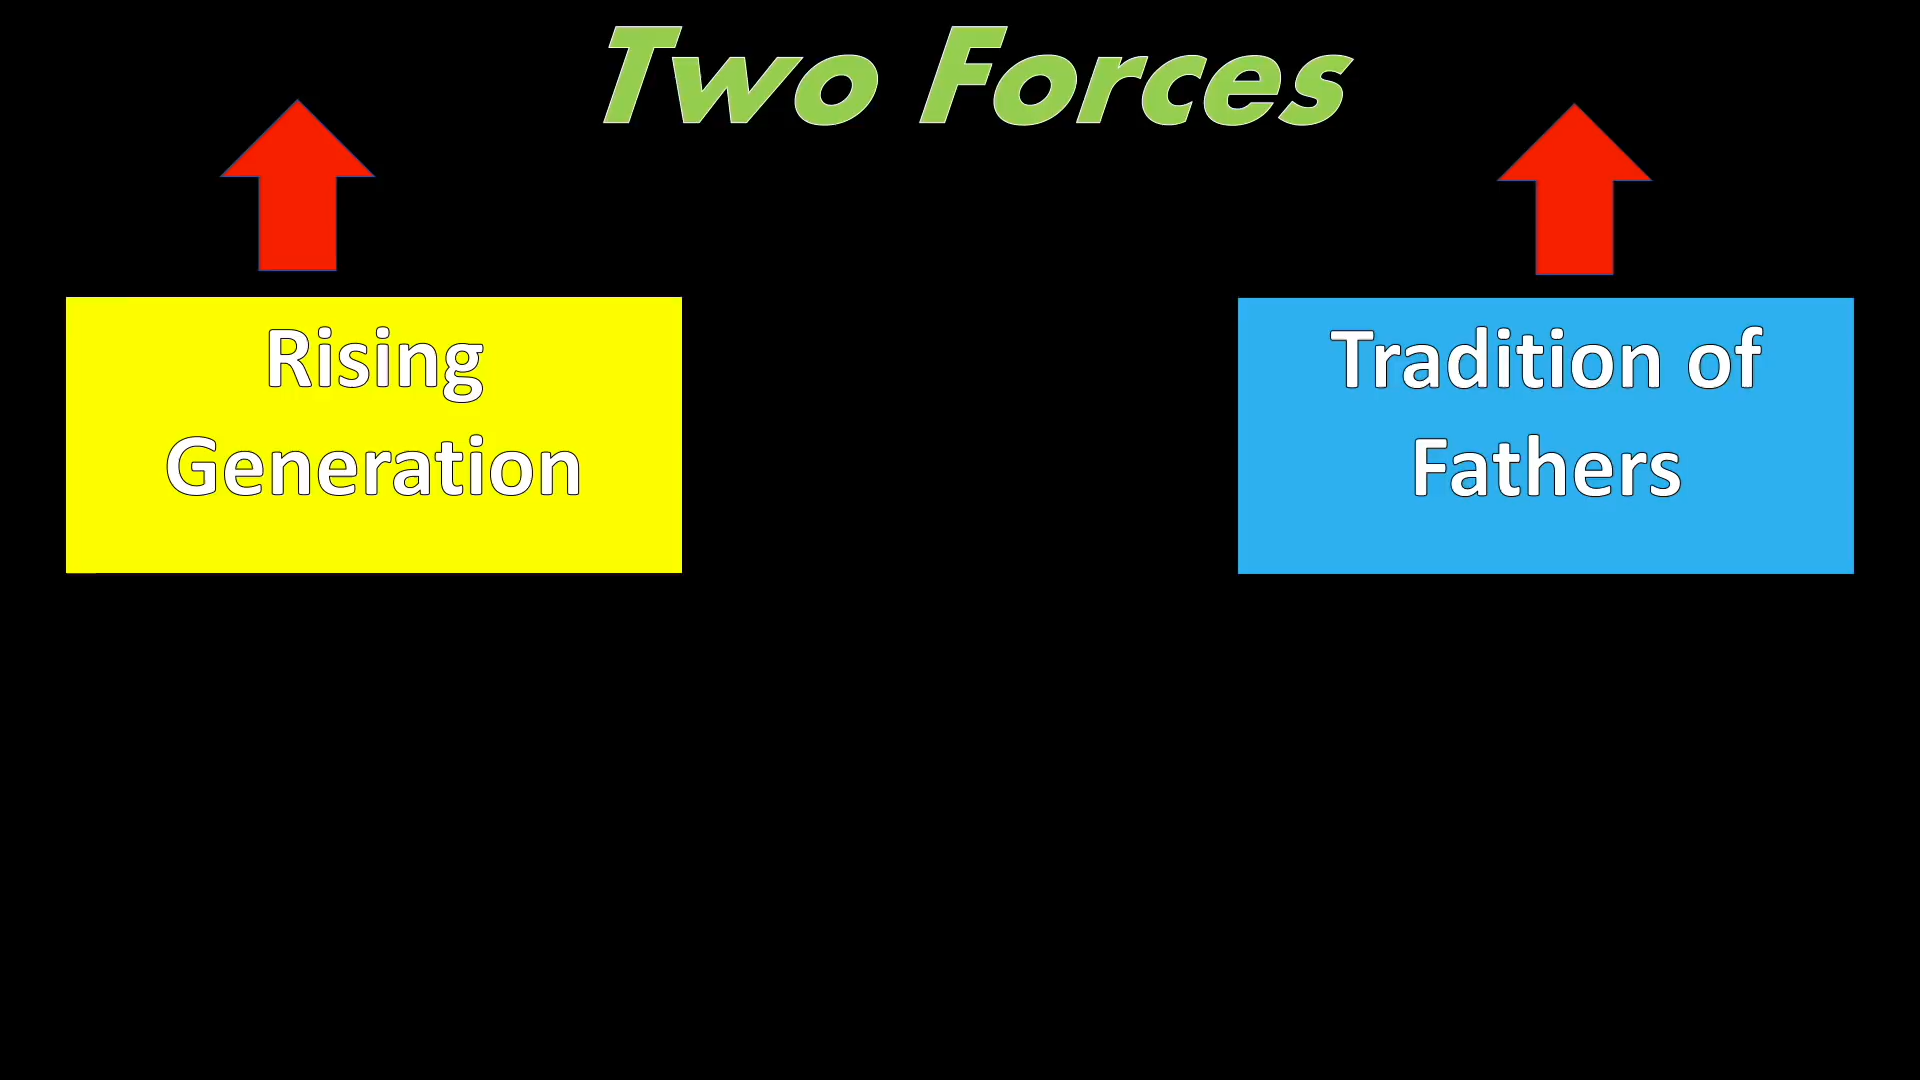 Two Forces
Rising
Generation
Tradition of
Fathers